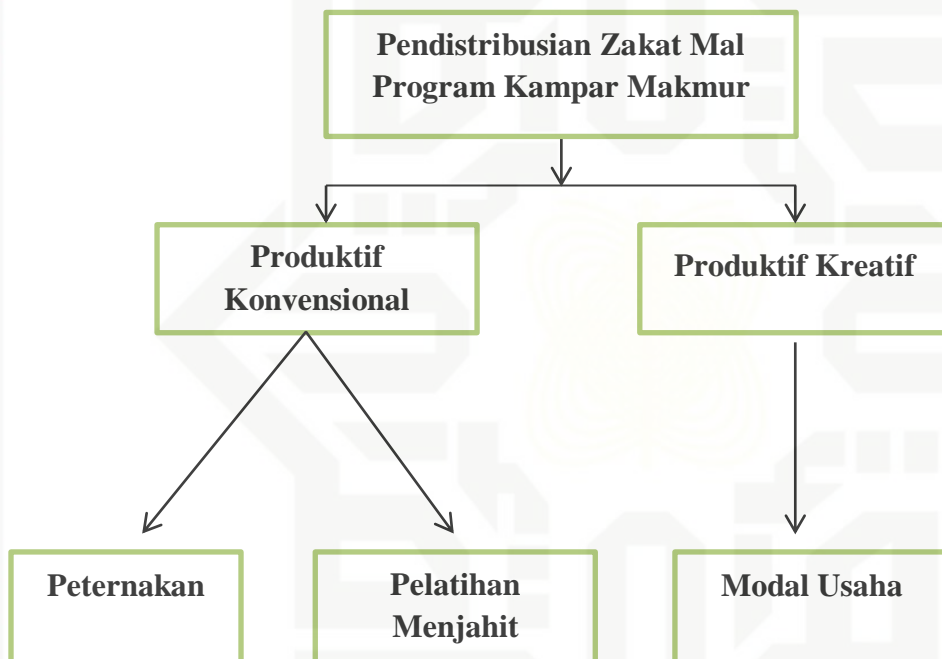 Pendistribusian Zakat Mal
Program Kampar Makmur
Produktif
Konvensional
Produktif Kreatif
Peternakan
Pelatihan
Menjahit
Modal Usaha